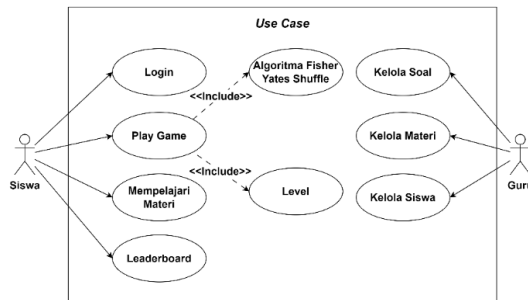 Use Case
Login
Algoritma Fisher
Yates Shuffle
Kelola Soal
<<Include>>
Play Game
Kelola Materi
Siswa
Guru
<<Include>>
Mempelajari
Materi
Level
Kelola Siswa
Leaderboard